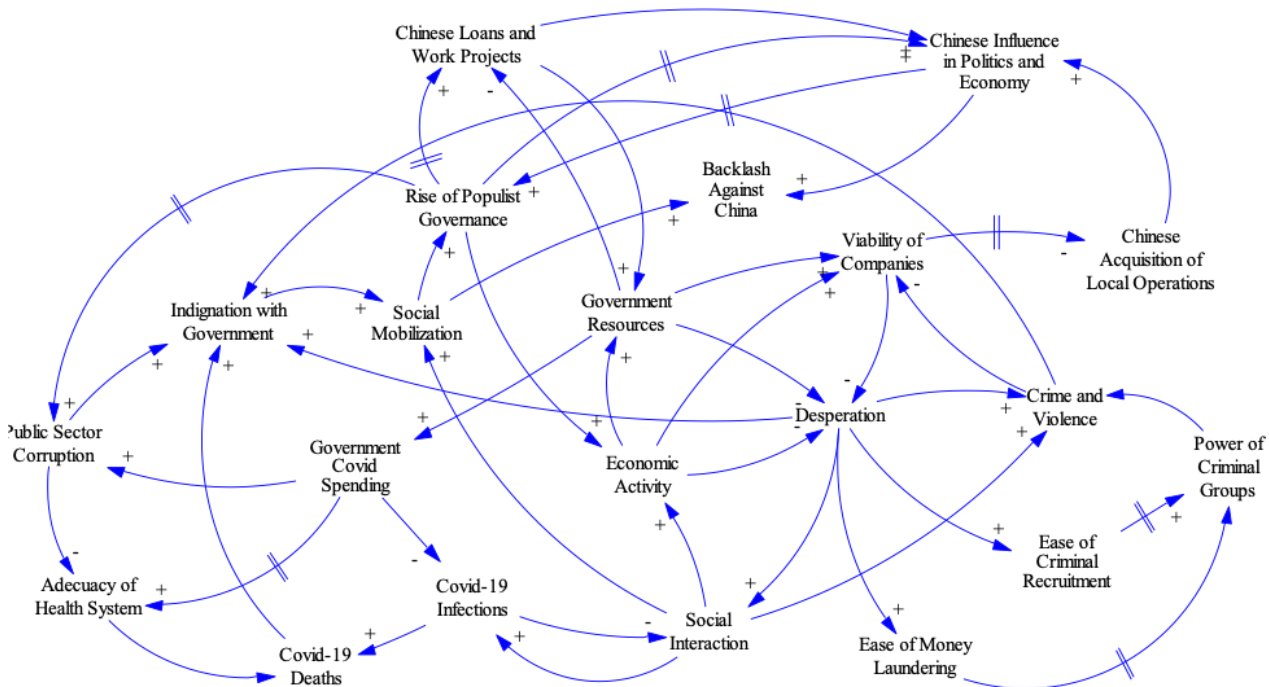 Chinese Loans and
Work Projects
Chinese Influence
in Politics and
Economy
Backlash
Against
China
Rise of Populist
Governance
Viability of
Companies
Chinese
Acquisition of
Local Operations
Indignation with
Government
Social
Mobilization
Government
Resources
Desperation
Crime and
Violence
Public Sector
Corruption
Government
Covid
Spending
Economic
Activity
Power of
Criminal
Groups
Adecuacy of
Health System
Covid-19
Infections
Ease of
Criminal
Recruitment
Social
Interaction
Covid-19
Deaths
Ease of Money
Laundering